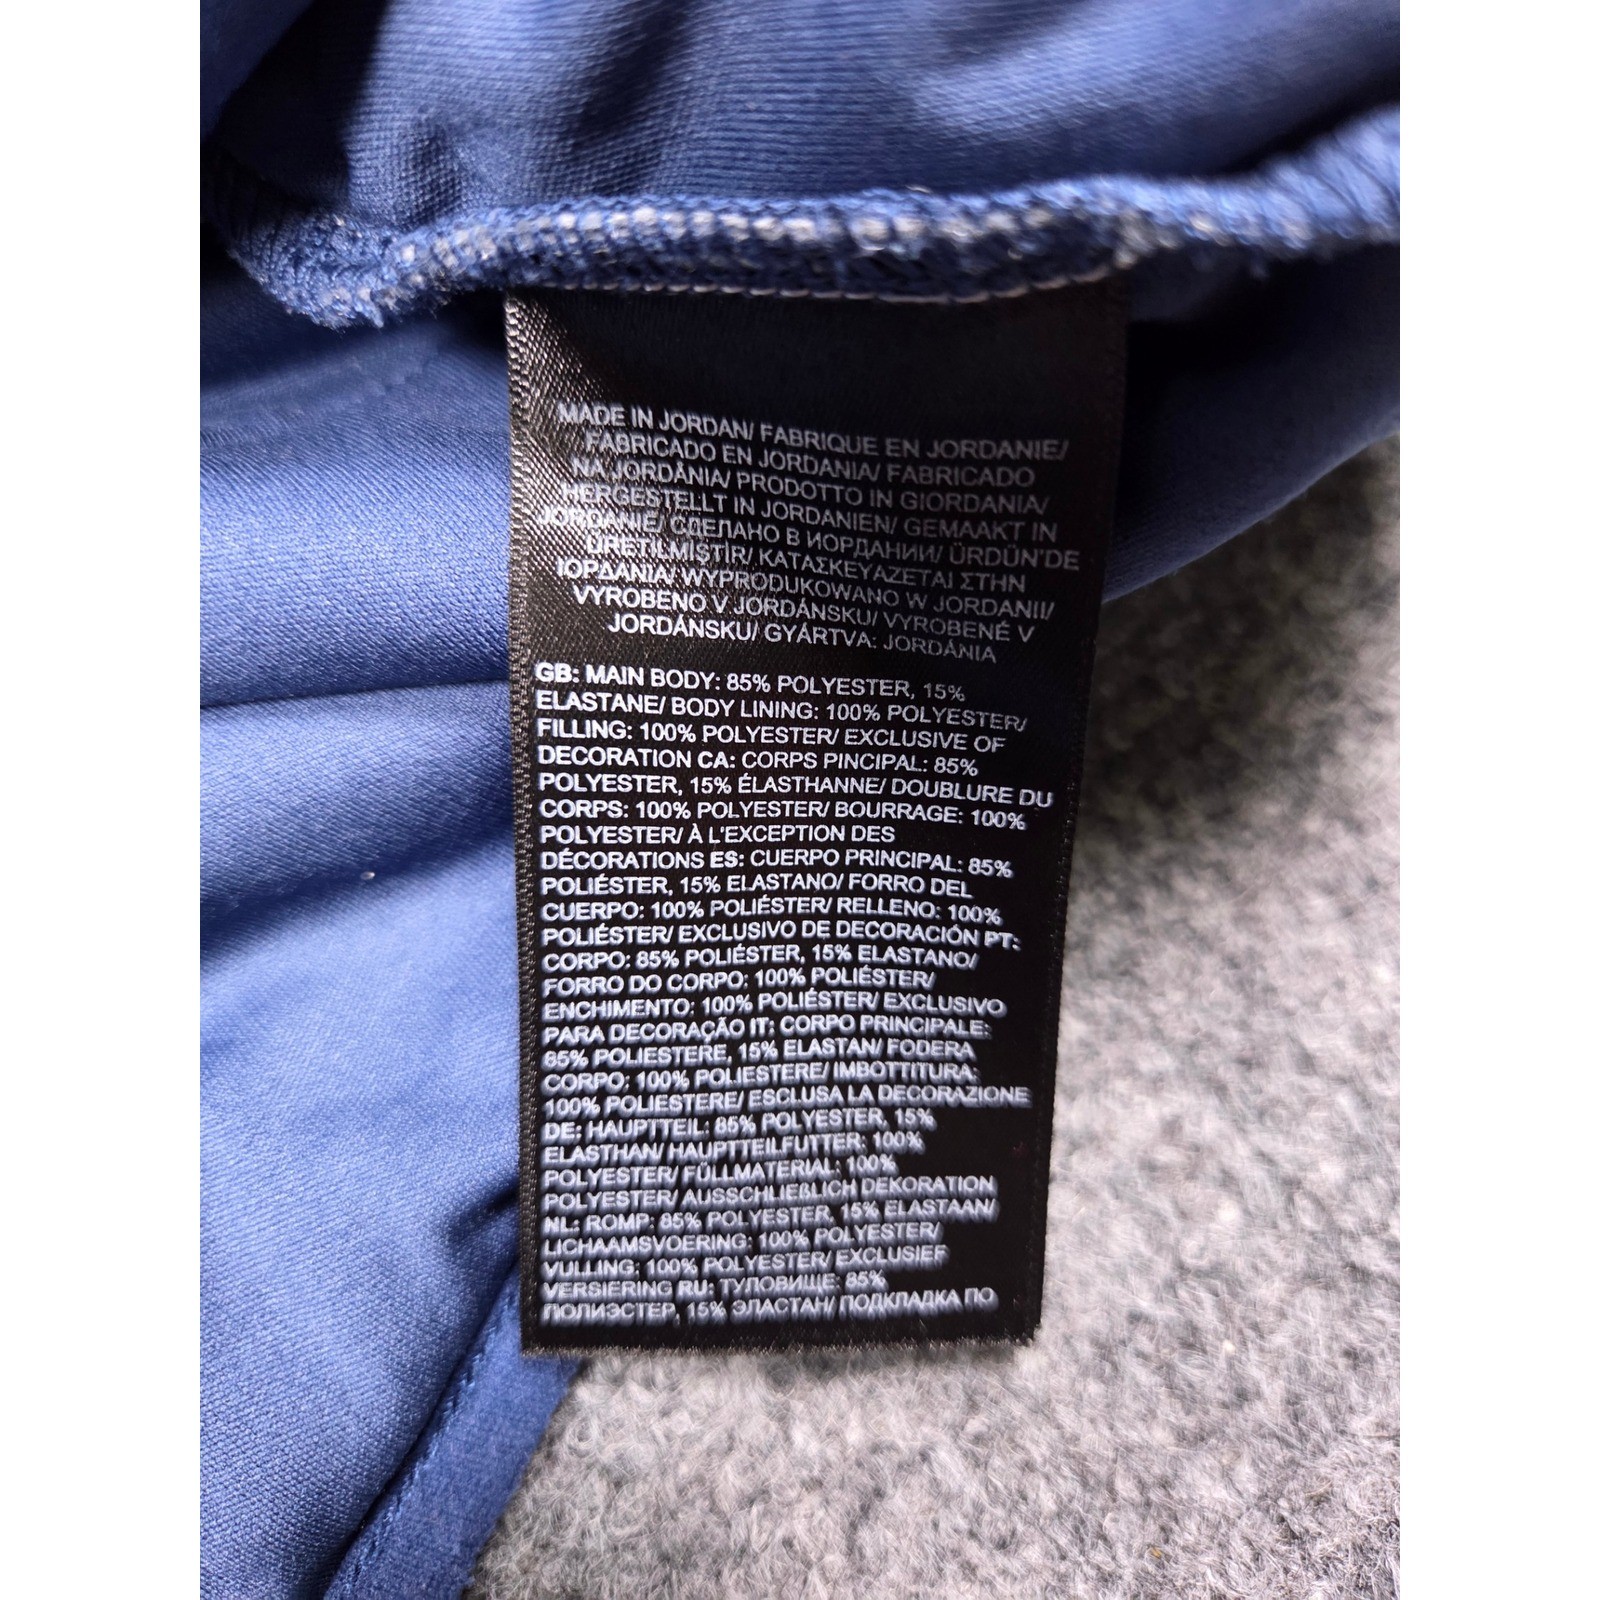 MADE IN JORDAN/ FABRIQUE EN JORDANIE/
FABRICADO EN JORDANIA/ FABRICADO
NA JORDÂNIA/ PRODOTTO IN GIORDANIA/
HERGESTELLT IN JORDANIEN/ GEMAAKT IN
JORDANIË/ СДЕЛАНО В ИОРДАНИИ/ ÜRDÜN'DE
ÜRETILMIŞTİR/ ΚΑΤΑΣΚΕΥΑΖΕΤΑΙ ΣΤΗΝ
ΙΟΡΔΑΝΙΑ/ WYPRODUKOWANO W JORDANII/
VYROBENO V JORDÁNSKU/ VYROBENÉ V
JORDÁNSKU/ GYÁRTVA: JORDÁNIA
GB: MAIN BODY: 85% POLYESTER, 15%
ELASTANE/ BODY LINING: 100% POLYESTER/
FILLING: 100% POLYESTER/ EXCLUSIVE OF
DECORATION CA: CORPS PINCIPAL: 85%
POLYESTER, 15% ÉLASTHANNE/ DOUBLURE DU
CORPS: 100% POLYESTER/ BOURRAGE: 100%
POLYESTER/ À L'EXCEPTION DES
DÉCORATIONS ES: CUERPO PRINCIPAL: 85%
POLIÉSTER, 15% ELASTANO/ FORRO DEL
CUERPO: 100% POLIÉSTER/ RELLENO: 100%
POLIÉSTER/ EXCLUSIVO DE DECORACIÓN PT:
CORPO: 85% POLIÉSTER, 15% ELASTANO/
FORRO DO CORPO: 100% POLIÉSTER/
ENCHIMENTO: 100% POLIÉSTER/ EXCLUSIVO
PARA DECORAÇÃO IT: CORPO PRINCIPALE:
85% POLIESTERE, 15% ELASTAN/ FODERA
CORPO: 100% POLIESTERE/ IMBOTTITURA:
100% POLIESTERE/ ESCLUSA LA DECORAZIONE
DE: HAUPTTEIL: 85% POLYESTER, 15%
ELASTHAN/ HAUPTTEILFUTTER: 100%
POLYESTER/ FÜLLMATERIAL: 100%
POLYESTER/ AUSSCHLIEßLICH DEKORATION
NL: ROMP: 85% POLYESTER, 15% ELASTAAN/
LICHAAMSVOERING: 100% POLYESTER/
VULLING: 100% POLYESTER/ EXCLUSIEF
VERSIERING RU: ТУЛОВИЩЕ: 85%
ПОЛИЭСТЕР, 15% ЭЛАСТАН/ ПОДКЛАДКА ПО